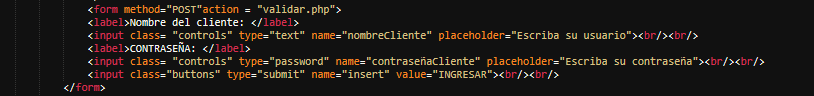 <form method="POST"action = "validar.php">
<label>Nombre del cliente: </label>
<input class= "controls" type="text" name="nombreCliente" placeholder="Escriba su usuario"><br/><br/>
<label>CONTRASEÑA: </label>
<input class= "controls" type="password" name="contraseñaCliente" placeholder="Escriba su contraseña"><br/><br/>
<input class="buttons" type="submit" name="insert" value="INGRESAR"><br/><br/>
</form>